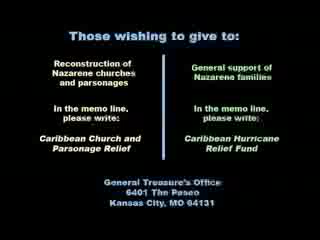 Those wishing to give to:
Reconstruction of
Nazarene churches
and parsonages
In the memo line,
please write:
Caribbean Church and
Parsonage Relief
General support of
Nazarene families
In the memo line,
please write:
Caribbean Hurricane
Relief Fund
General Treasure's Office
6401 The Paseo
Kansas City, MO 64131